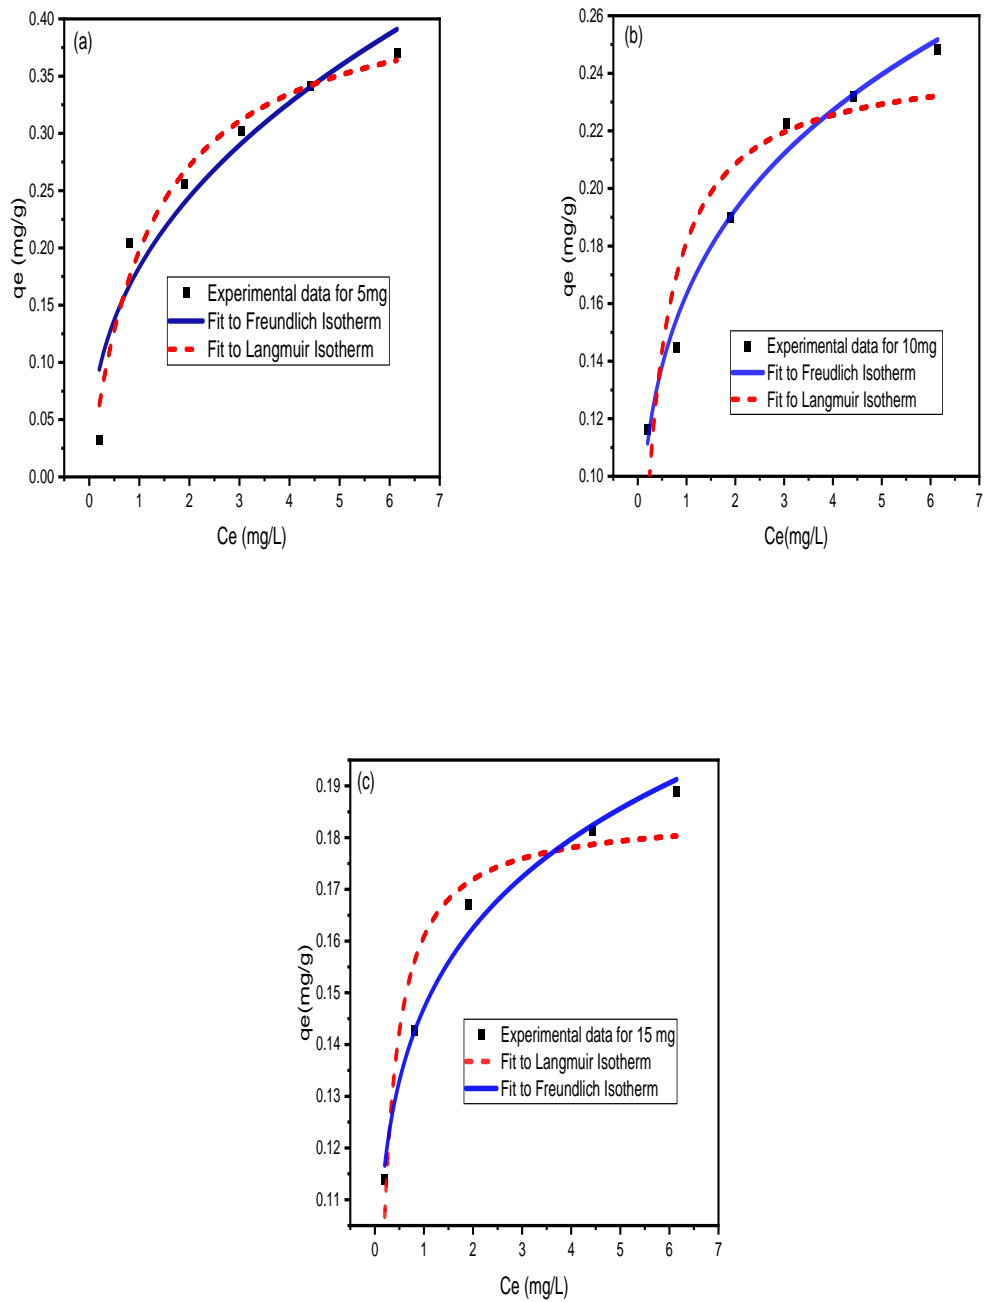 (a)
0.40
0.35
0.30
0.25
0.20
0.15
0.10
0.05
0.00
qe (mg/g)
Experimental data for 5mg
Fit to Freundlich Isotherm
Fit to Langmuir Isotherm
0 1 2 3 4 5 6 7
Ce (mg/L)
(b)
0.26
0.24
0.22
0.20
0.18
0.16
0.14
0.12
0.10
qe (mg/g)
Experimental data for 10mg
Fit to Freudlich Isotherm
Fit fo Langmuir Isotherm
0 1 2 3 4 5 6 7
Ce(mg/L)
(c)
0.19
0.18
0.17
0.16
0.15
0.14
0.13
0.12
0.11
qe(mg/g)
Experimental data for 15 mg
Fit to Langmuir Isotherm
Fit to Freundlich Isotherm
0 1 2 3 4 5 6 7
Ce (mg/L)